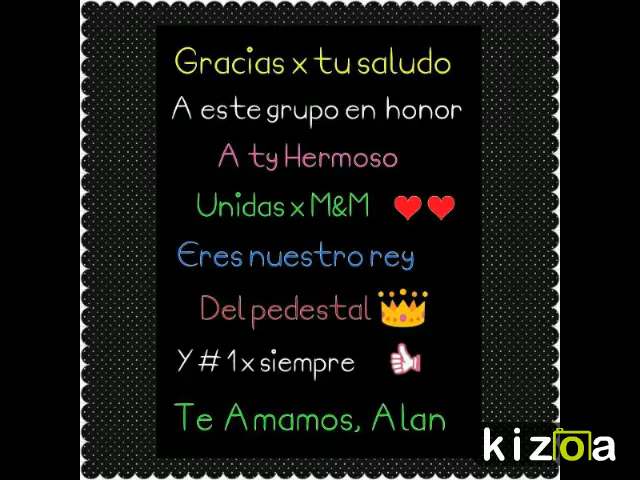 Gracias x tu saludo
A este grupo en honor
A ty Hermoso
Unidas x M&M ❤❤
Eres nuestro rey
Del pedestal 👑
Y # 1 x siempre 👍
Te Amamos, Alan
kizoa